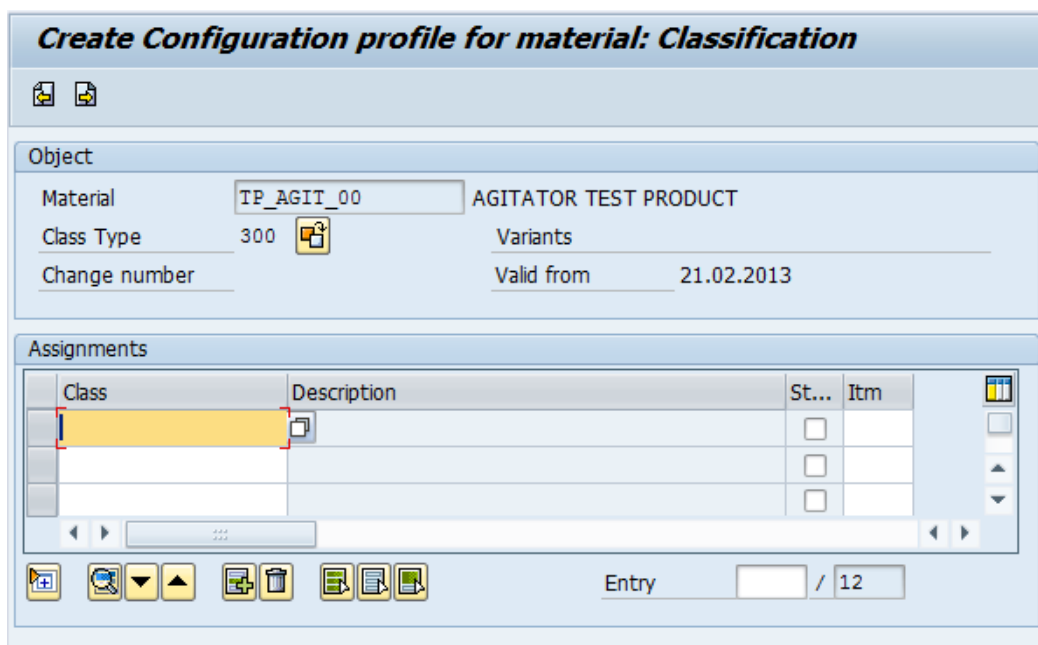 Create Configuration profile for material: Classification
Object
Material TP_AGIT_00 AGITATOR TEST PRODUCT
Class Type 300 Variants
Change number Valid from 21.02.2013
Assignments
Class Description St... Itm
Entry / 12